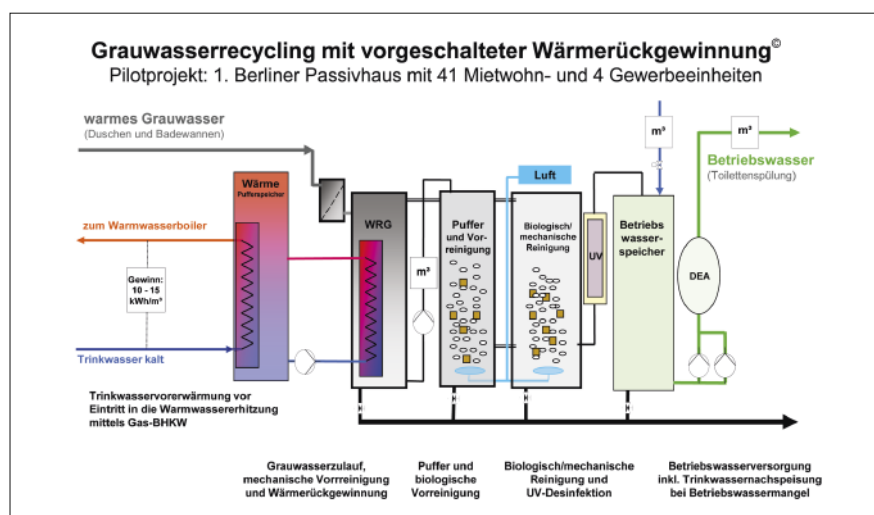 Grauwasserrecycling mit vorgeschalteter Wärmerückgewinnung©
Pilotprojekt: 1. Berliner Passivhaus mit 41 Mietwohn- und 4 Gewerbeeinheiten
warmes Grauwasser
(Duschen und Badewannen)
m³
m³
Betriebswasser
(Toilettenspülung)
Luft
Wärme
Pufferspeicher
WRG
Puffer
und Vor-
reinigung
Biologisch/
mechanische
Reinigung
UV
Betriebs
wasser-
speicher
zum Warmwasserboiler
m³
DEA
Gewinn:
10 - 15
kWh/m³
Trinkwasser kalt
Trinkwasservorerwärmung vor
Eintritt in die Warmwassererhitzung
mittels Gas-BHKW
Grauwasserzulauf,
mechanische Vorrreinigung
und Wärmerückgewinnung
Puffer und
biologische
Vorreinigung
Biologisch/mechanische
Reinigung und
UV-Desinfektion
Betriebswasserversorgung
inkl. Trinkwassernachspeisung
bei Betriebswassermangel